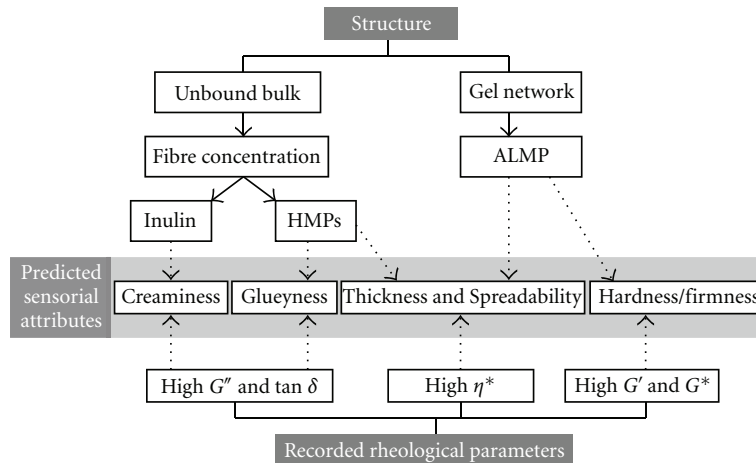 Structure
Unbound bulk
Gel network
Fibre concentration
ALMP
Inulin
HMPs
Predicted
sensorial
attributes
Creaminess
Glueyness
Thickness and Spreadability
Hardness/firmness
High G″ and tan δ
High η*
High G′ and G*
Recorded rheological parameters